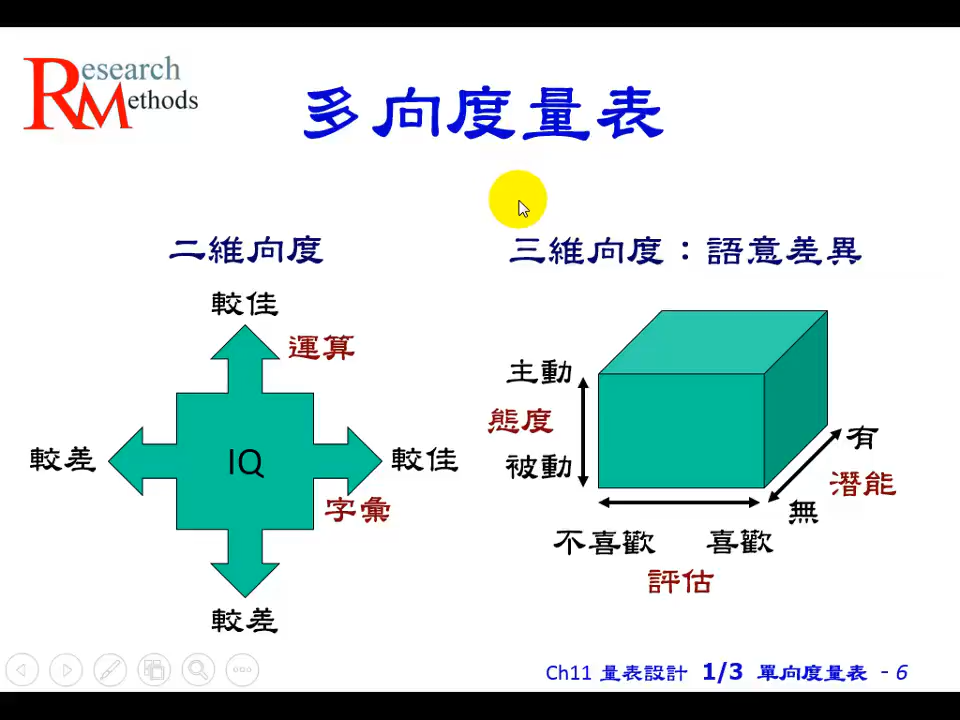 Research
Methods
多向度量表
二維向度
較佳
運算
較差
IQ
較佳
字彙
較差
三維向度：語意差異
主動
態度
被動
有
潛能
無
不喜歡
喜歡
評估
Ch11 量表設計 1/3 單向度量表 - 6